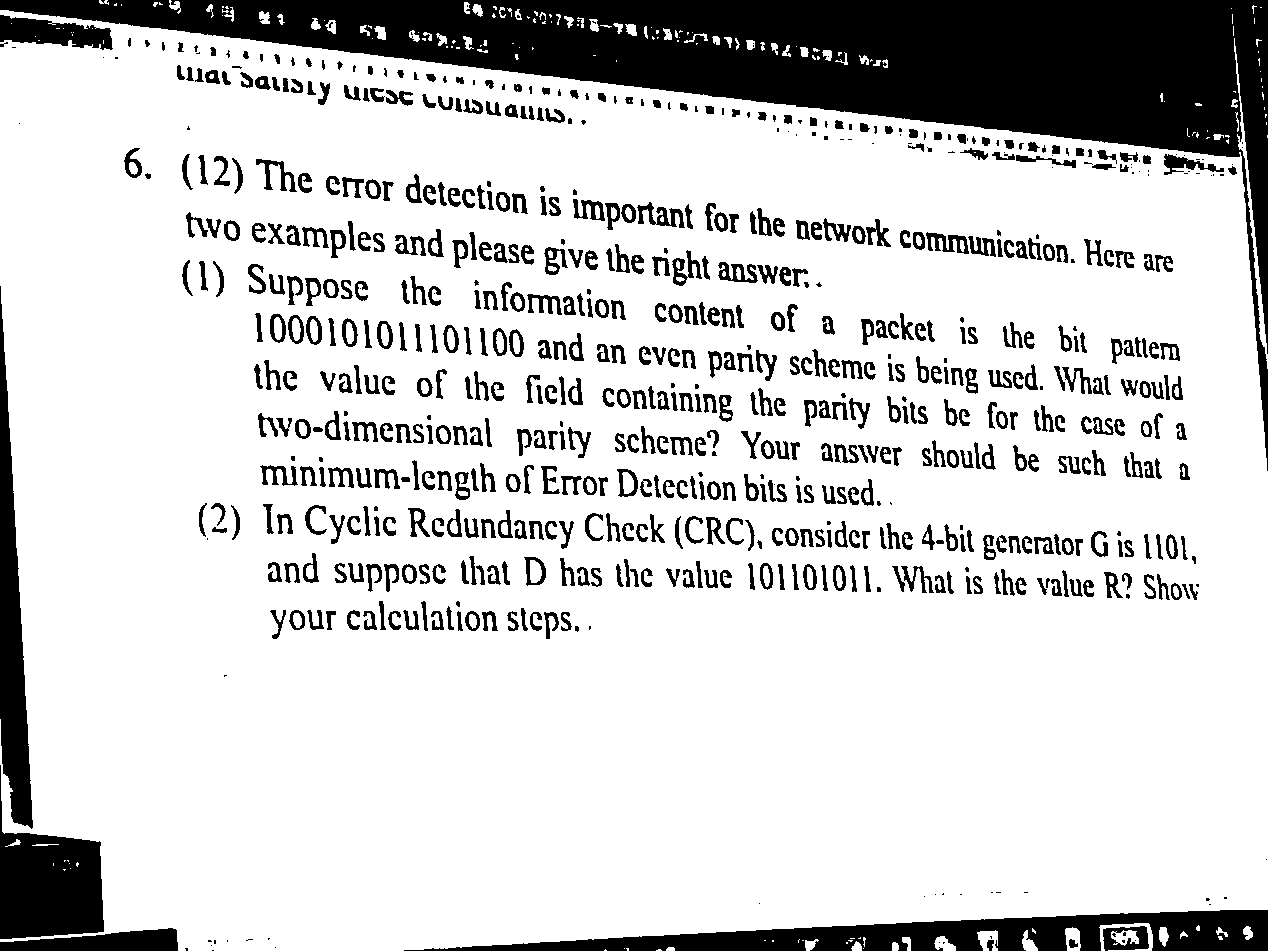 that satisfy these constraints..
6. (12) The error detection is important for the network communication. Here are
two examples and please give the right answer:.
(1) Suppose the information content of a packet is the bit pattern
1000101011101100 and an even parity scheme is being used. What would
the value of the field containing the parity bits be for the case of a
two-dimensional parity scheme? Your answer should be such that a
minimum-length of Error Detection bits is used..
(2) In Cyclic Redundancy Check (CRC), consider the 4-bit generator G is 1101,
and suppose that D has the value 101101011. What is the value R? Show
your calculation steps..
96%